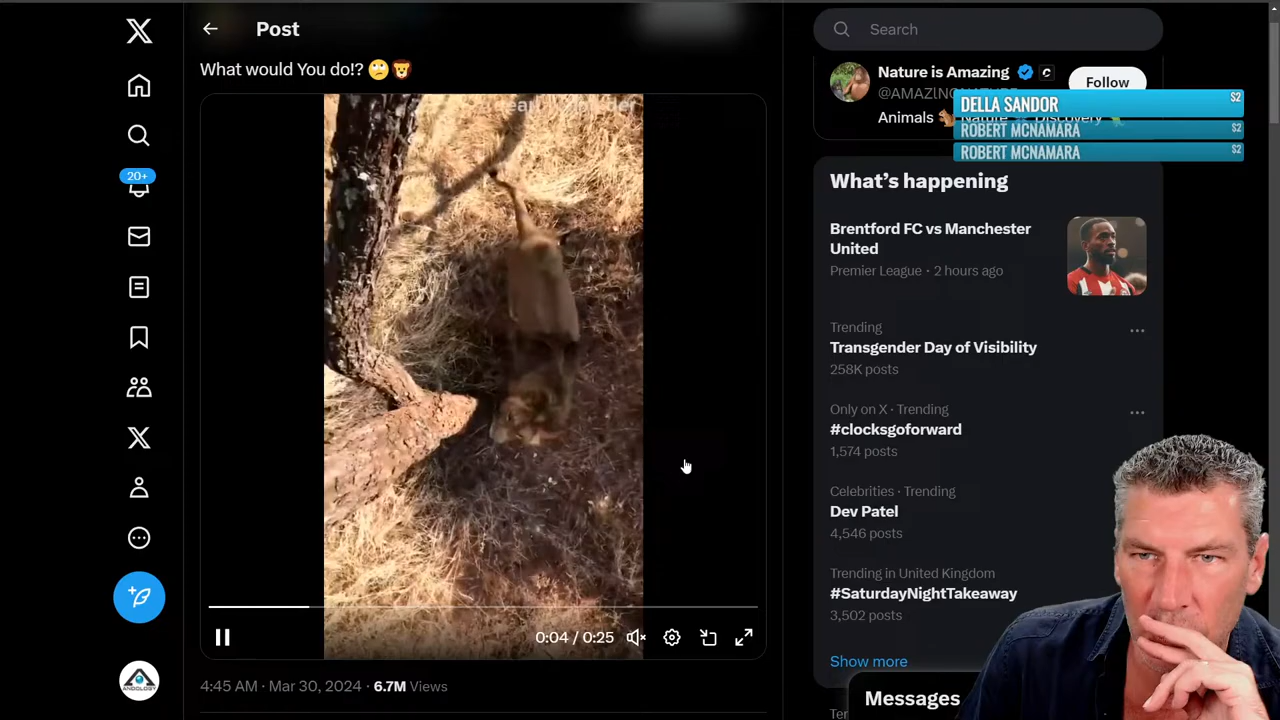 Post
What would You do!? 🙄🦁
Search
Nature is Amazing
Follow
Animals
Discovery
DELLA SANDOR $2
ROBERT MCNAMARA $2
ROBERT MCNAMARA $2
What's happening
Brentford FC vs Manchester
United
Premier League · 2 hours ago
Trending
Transgender Day of Visibility
258K posts
Only on X · Trending
#clocksgoforward
1,574 posts
Celebrities · Trending
Dev Patel
4,546 posts
Trending in United Kingdom
#SaturdayNightTakeaway
3,502 posts
Show more
Messages
20+
0:04 / 0:25
4:45 AM · Mar 30, 2024 · 6.7M Views
ANDOLOGY